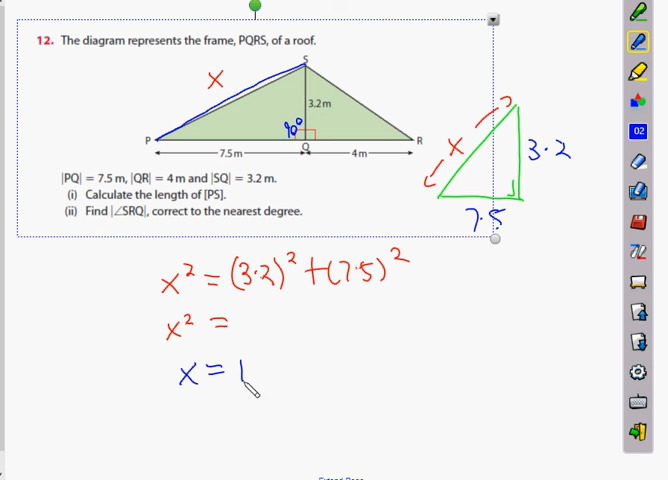 12. The diagram represents the frame, PQRS, of a roof.
S
X
3.2 m
90°
P
Q
R
7.5 m
4 m
X
3.2
7.5
|PQ| = 7.5 m, |QR| = 4 m and |SQ| = 3.2 m.
(i) Calculate the length of [PS].
(ii) Find |∠SRQ|, correct to the nearest degree.
x² = (3.2)² + (7.5)²
x² =
x =
02